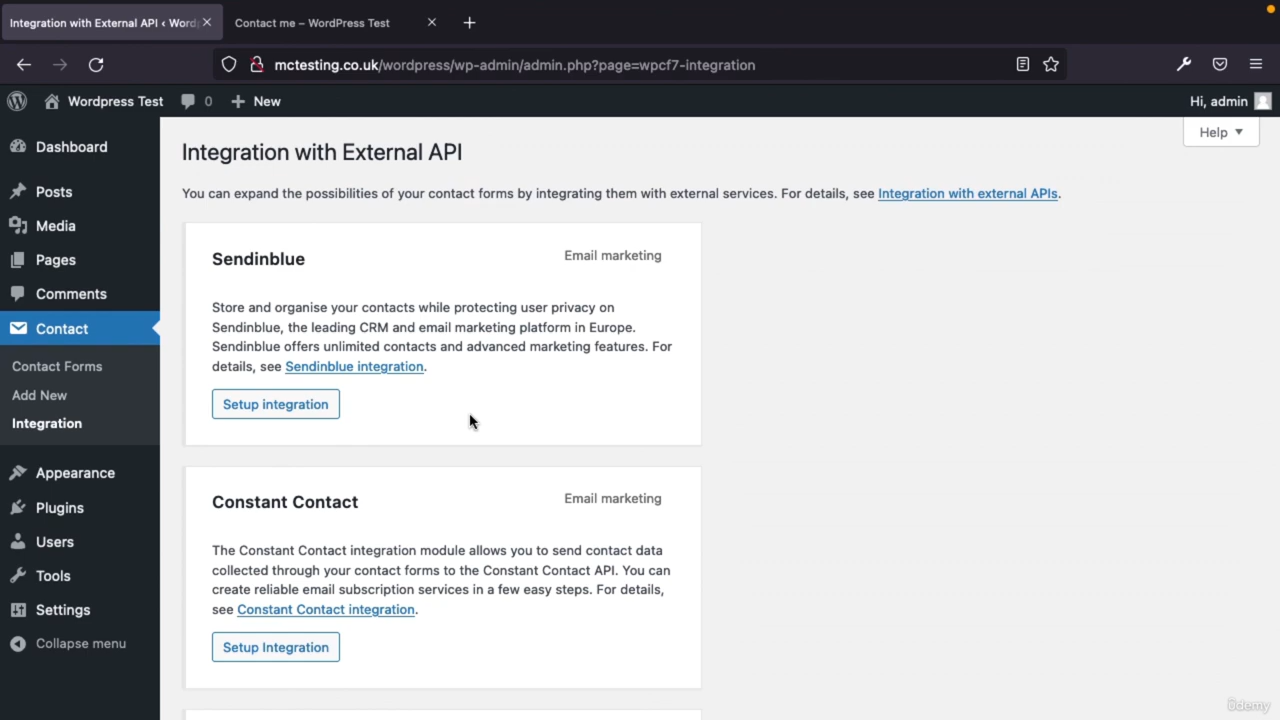 Integration with External API ‹ Word
Contact me – WordPress Test
mctesting.co.uk/wordpress/wp-admin/admin.php?page=wpcf7-integration
Wordpress Test
0
New
Hi, admin
Help
Dashboard
Posts
Media
Pages
Comments
Contact
Contact Forms
Add New
Integration
Appearance
Plugins
Users
Tools
Settings
Collapse menu
Integration with External API
You can expand the possibilities of your contact forms by integrating them with external services. For details, see Integration with external APIs.
Sendinblue
Email marketing
Store and organise your contacts while protecting user privacy on
Sendinblue, the leading CRM and email marketing platform in Europe.
Sendinblue offers unlimited contacts and advanced marketing features. For
details, see Sendinblue integration.
Setup integration
Constant Contact
Email marketing
The Constant Contact integration module allows you to send contact data
collected through your contact forms to the Constant Contact API. You can
create reliable email subscription services in a few easy steps. For details,
see Constant Contact integration.
Setup Integration
Udemy